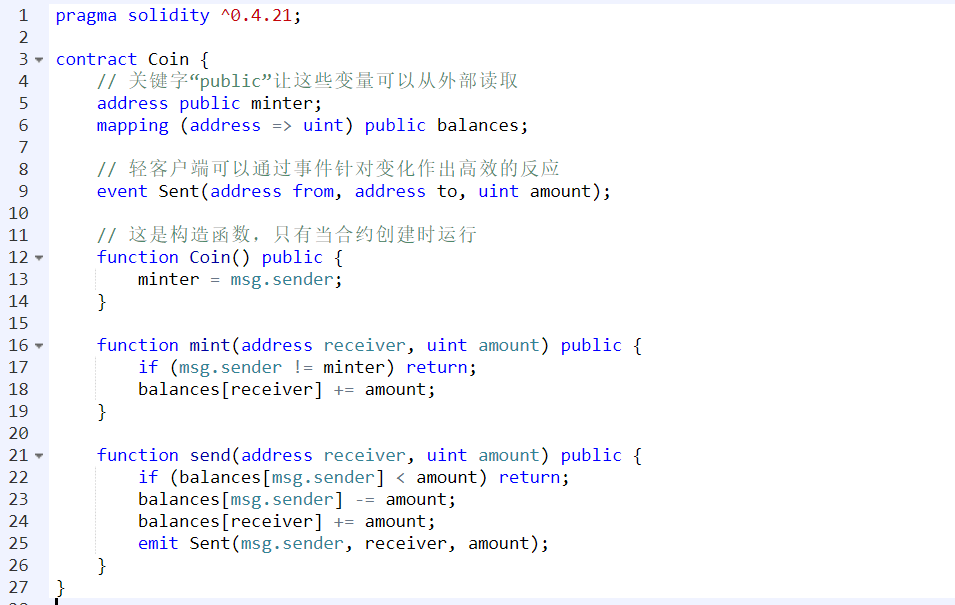 1 pragma solidity ^0.4.21;
2
3 contract Coin {
4 // 关键字“public”让这些变量可以从外部读取
5 address public minter;
6 mapping (address => uint) public balances;
7
8 // 轻客户端可以通过事件针对变化作出高效的反应
9 event Sent(address from, address to, uint amount);
10
11 // 这是构造函数，只有当合约创建时运行
12 function Coin() public {
13 minter = msg.sender;
14 }
15
16 function mint(address receiver, uint amount) public {
17 if (msg.sender != minter) return;
18 balances[receiver] += amount;
19 }
20
21 function send(address receiver, uint amount) public {
22 if (balances[msg.sender] < amount) return;
23 balances[msg.sender] -= amount;
24 balances[receiver] += amount;
25 emit Sent(msg.sender, receiver, amount);
26 }
27 }